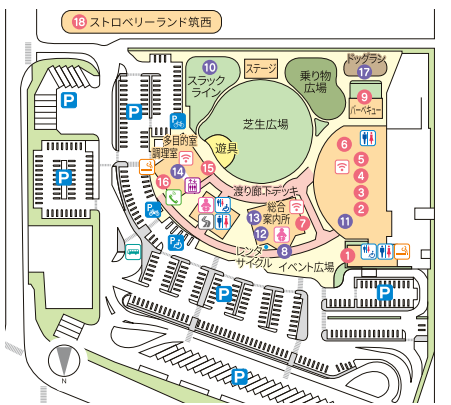 18 ストロベリーランド筑西
10
スラック
ライン
ステージ
乗り物
広場
ドッグラン
17
9
バーベキュー
P
P
P
芝生広場
遊具
多目的室
調理室
14
15
16
6
5
4
3
2
11
渡り廊下デッキ
総合
案内所
13
7
12
8
レンタ
サイクル
イベント広場
1
P
P
P
P
P
P
N